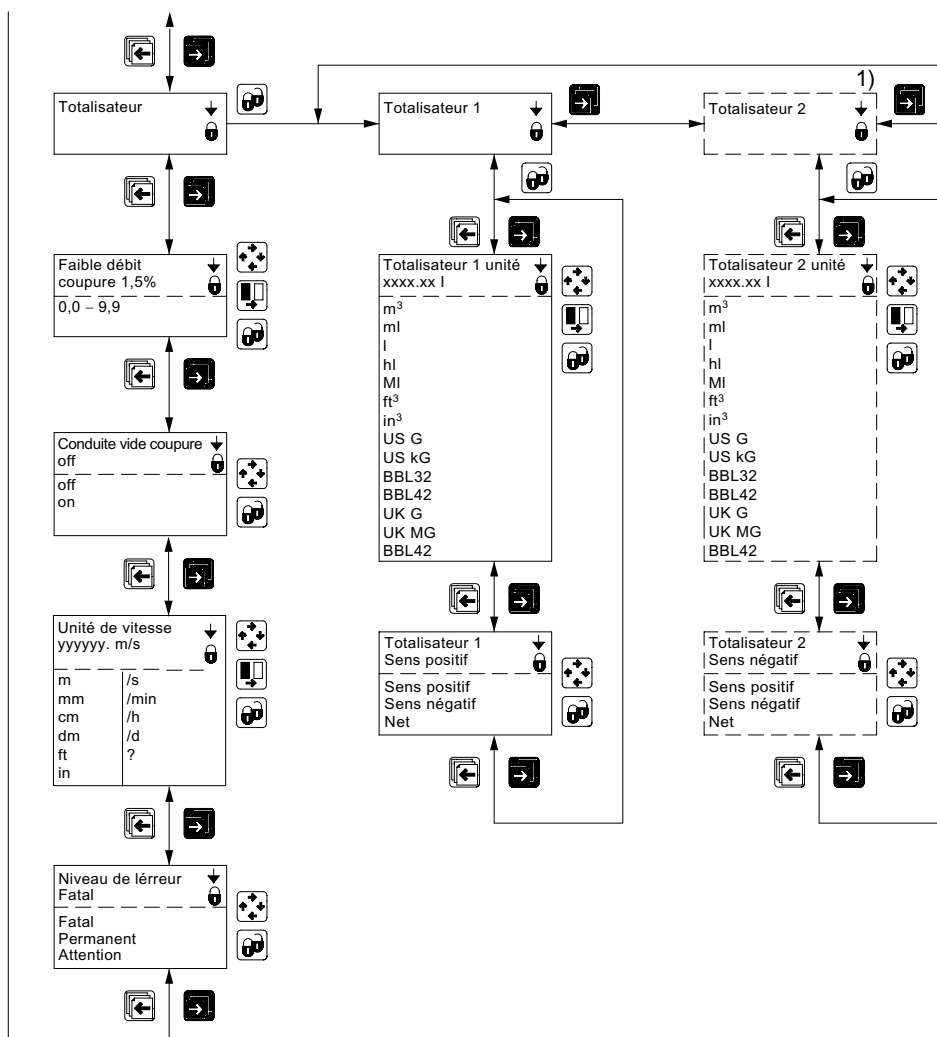 Totalisateur
Faible débit
coupure 1,5%
0,0 – 9,9
Conduite vide coupure
off
off
on
Unité de vitesse
yyyyyy. m/s
m /s
mm /min
cm /h
dm /d
ft ?
in
Niveau de lérreur
Fatal
Fatal
Permanent
Attention
Totalisateur 1
Totalisateur 1 unité
xxxx.xx l
m³
ml
l
hl
Ml
ft³
in³
US G
US kG
BBL32
BBL42
UK G
UK MG
BBL42
Totalisateur 1
Sens positif
Sens positif
Sens négatif
Net
1)
Totalisateur 2
Totalisateur 2 unité
xxxx.xx l
m³
ml
l
hl
Ml
ft³
in³
US G
US kG
BBL32
BBL42
UK G
UK MG
BBL42
Totalisateur 2
Sens négatif
Sens positif
Sens négatif
Net